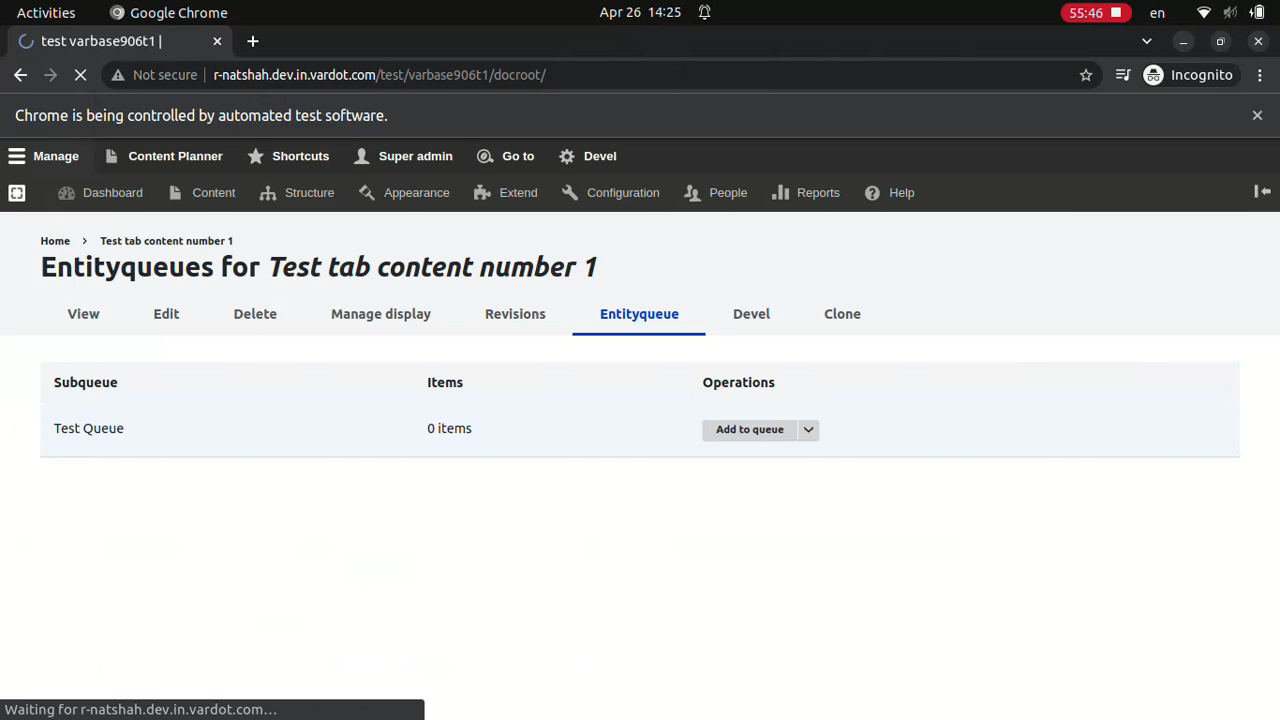 Activities Google Chrome Apr 26 14:25 55:46 en
test varbase906t1 |
Not secure r-natshah.dev.in.vardot.com/test/varbase906t1/docroot/ Incognito
Chrome is being controlled by automated test software.
Manage Content Planner Shortcuts Super admin Go to Devel
Dashboard Content Structure Appearance Extend Configuration People Reports Help
Home › Test tab content number 1
Entityqueues for Test tab content number 1
View Edit Delete Manage display Revisions Entityqueue Devel Clone
Subqueue Items Operations
Test Queue 0 items Add to queue
Waiting for r-natshah.dev.in.vardot.com...